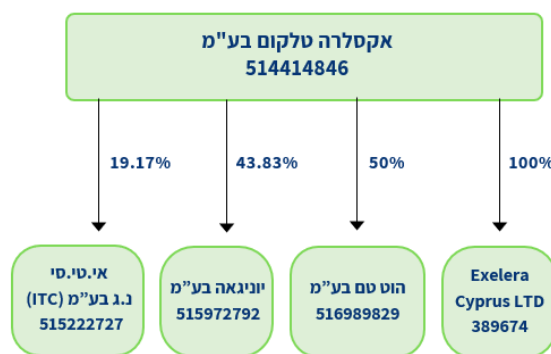 אקסלרה טלקום בע"מ
514414846
19.17%
43.83%
50%
100%
אי.טי.סי
נ.ג בע"מ (ITC)
515222727
יוניגאה בע"מ
515972792
הוט טם בע"מ
516989829
Exelera
Cyprus LTD
389674